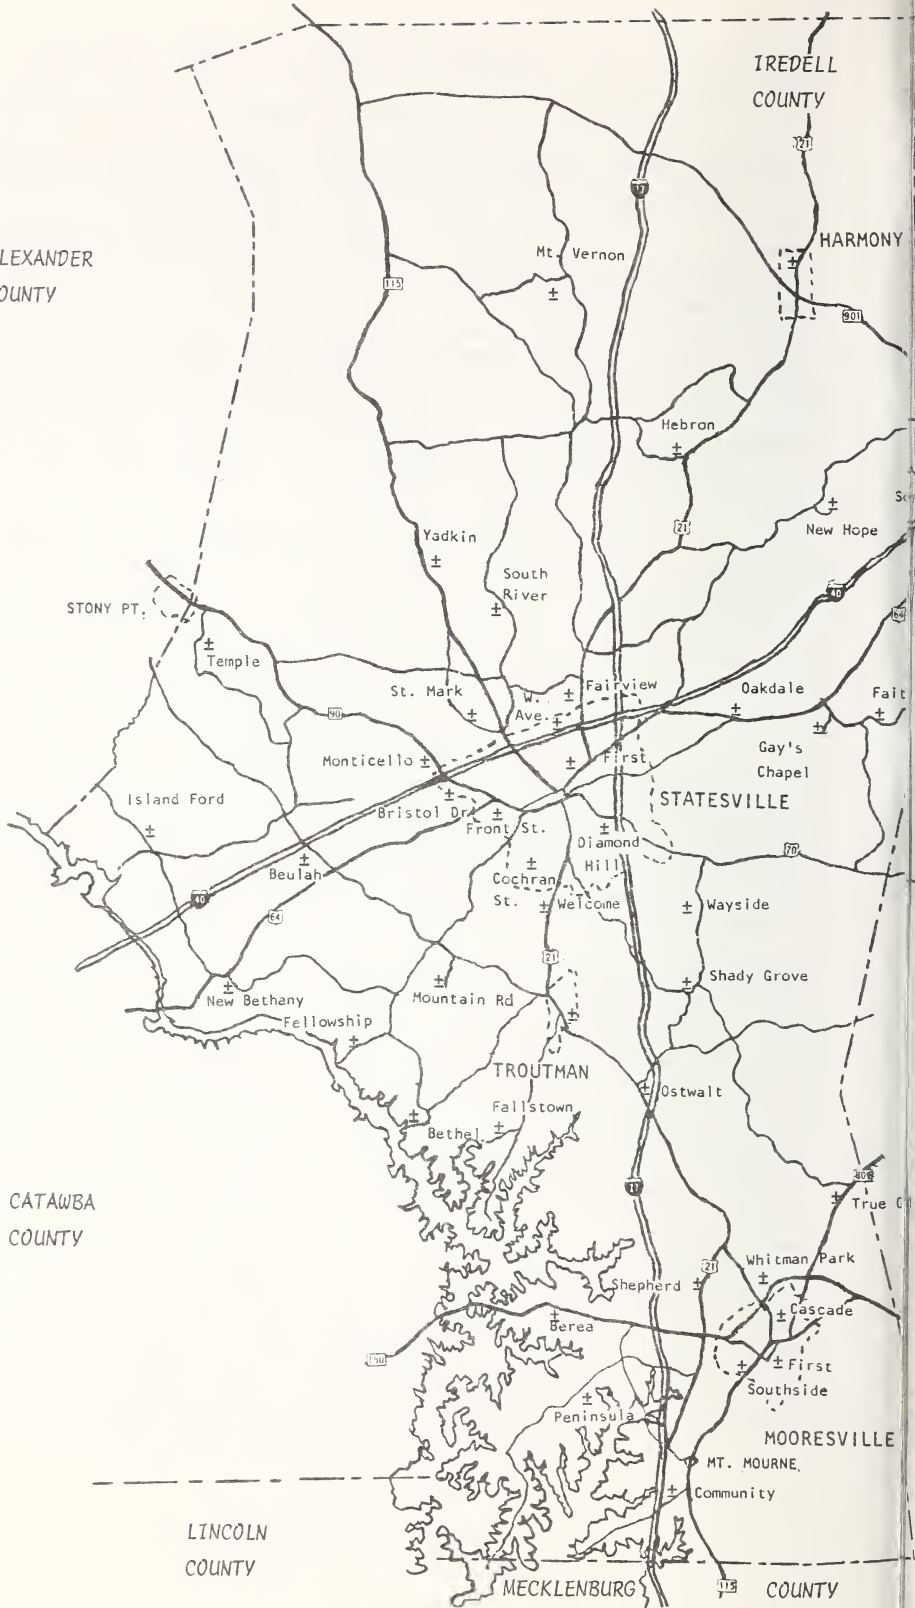 IREDELL
COUNTY
21
77
HARMONY
LEXANDER
OUNTY
Mt. Vernon
115
901
Hebron
21
New Hope
Yadkin
South
River
40
STONY PT.
64
Temple
St. Mark
W.
Ave.
Fairview
Oakdale
Fait
90
Monticello
First
Gay's
Chapel
Island Ford
Bristol Dr
Front St.
STATESVILLE
Diamond
Hill
70
Beulah
Cochran
St.
Welcome
Wayside
40
64
21
New Bethany
Mountain Rd
Shady Grove
Fellowship
TROUTMAN
Ostwalt
Fallstown
Bethel
CATAWBA
COUNTY
77
801
True
21
Whitman Park
Shepherd
Cascade
Berea
150
First
Southside
Peninsula
MOORESVILLE
MT. MOURNE
Community
LINCOLN
COUNTY
MECKLENBURG
115
COUNTY